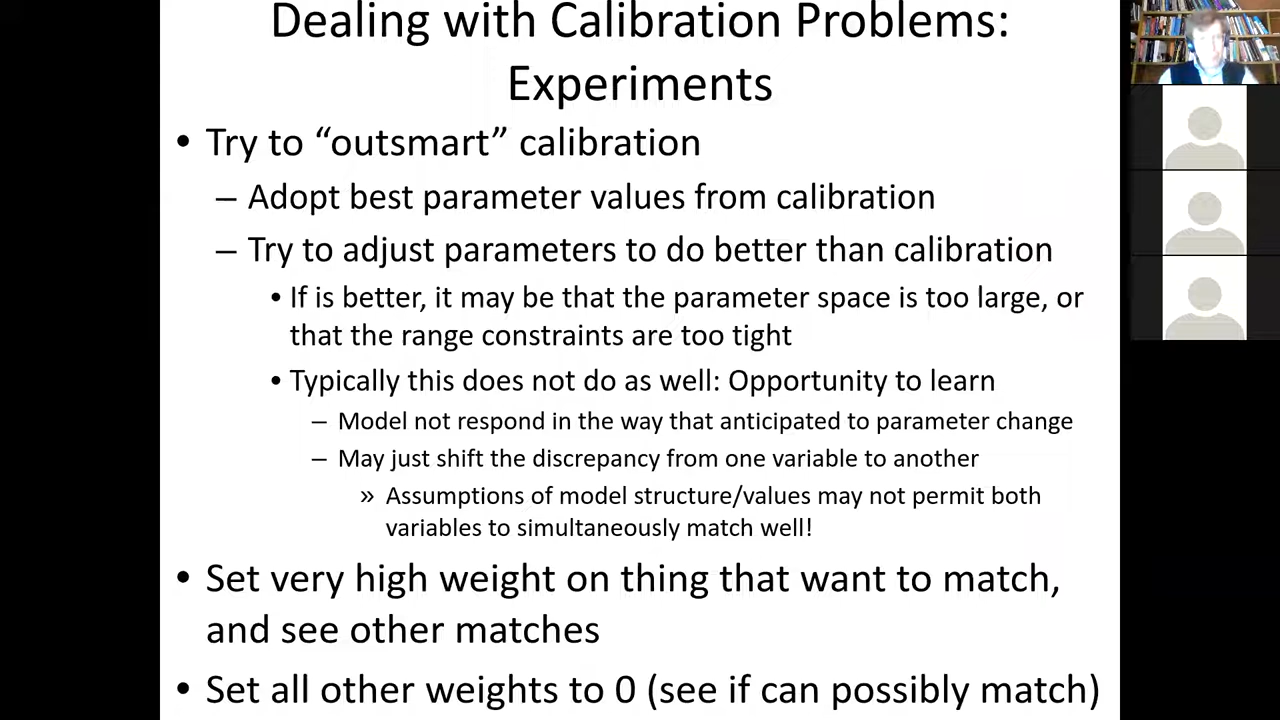 Dealing with Calibration Problems:
Experiments
• Try to “outsmart” calibration
– Adopt best parameter values from calibration
– Try to adjust parameters to do better than calibration
• If is better, it may be that the parameter space is too large, or
that the range constraints are too tight
• Typically this does not do as well: Opportunity to learn
– Model not respond in the way that anticipated to parameter change
– May just shift the discrepancy from one variable to another
» Assumptions of model structure/values may not permit both
variables to simultaneously match well!
• Set very high weight on thing that want to match,
and see other matches
• Set all other weights to 0 (see if can possibly match)